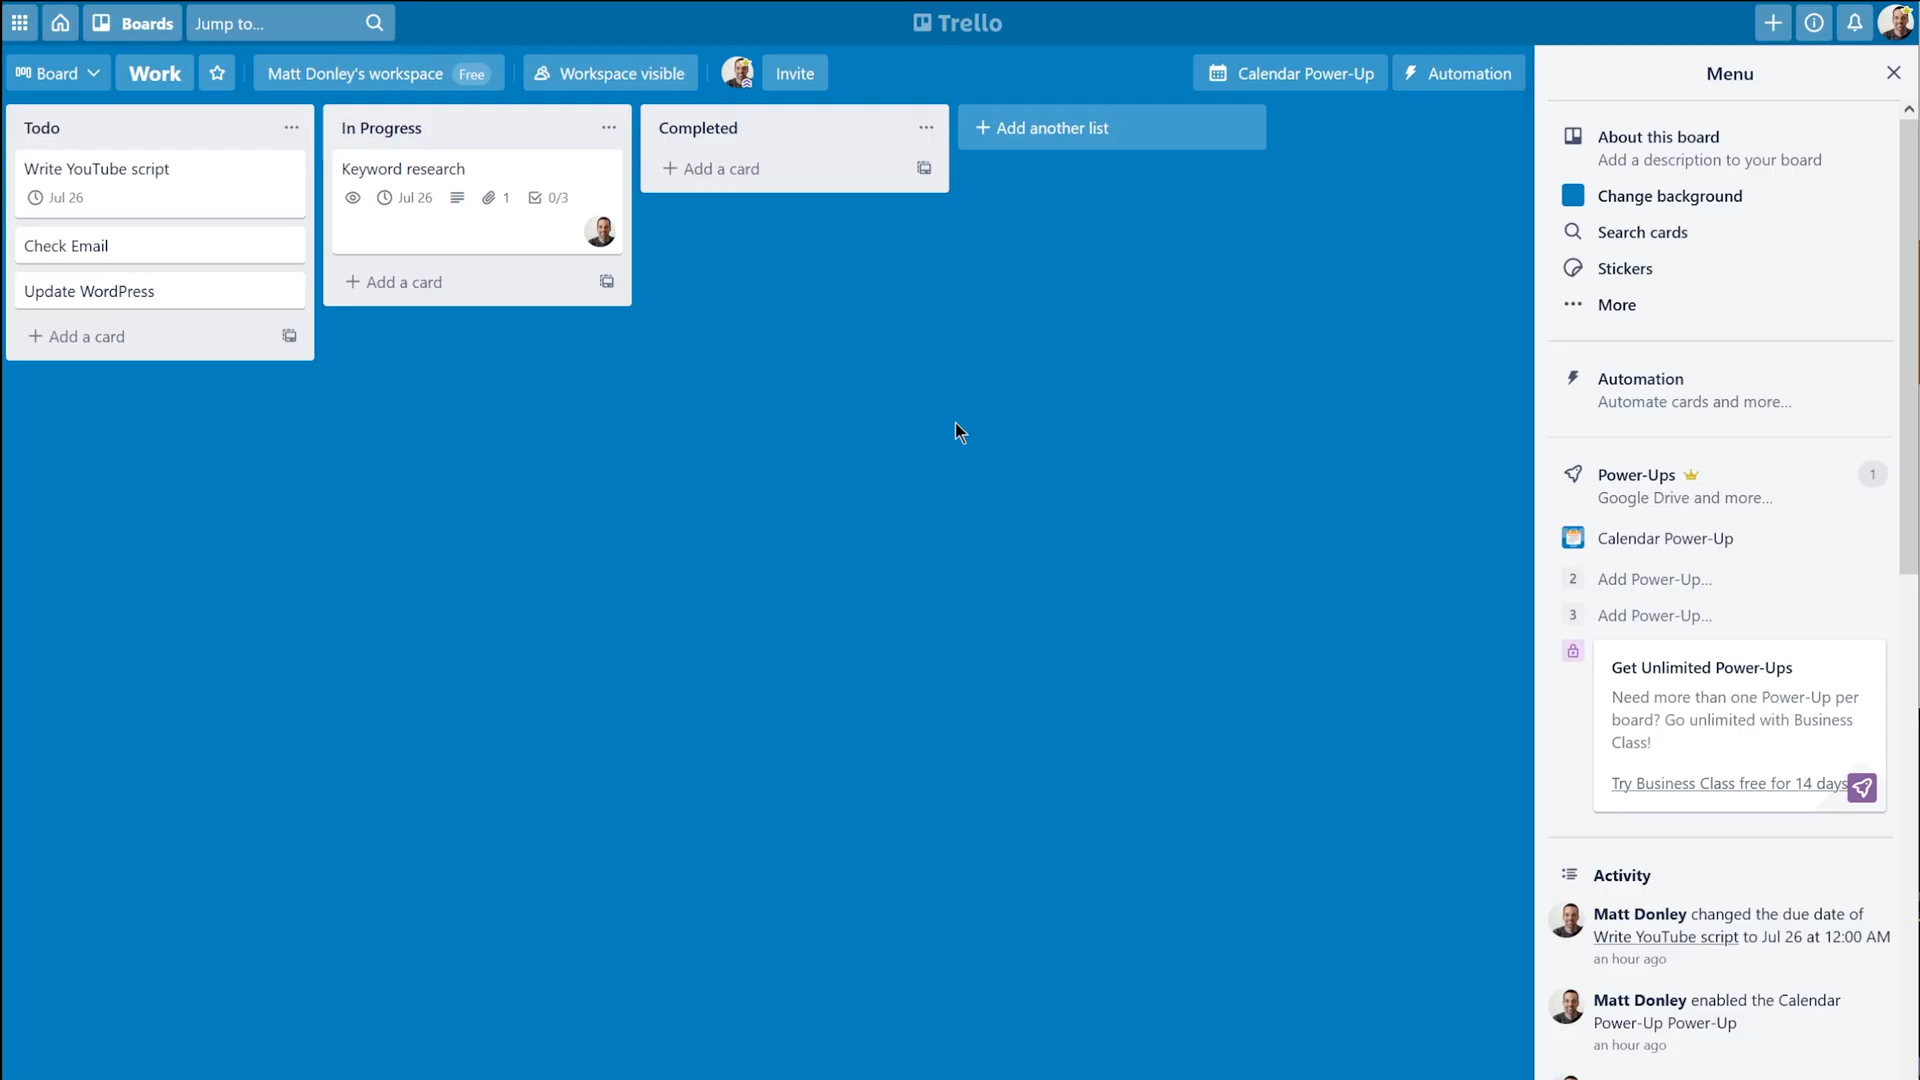 Boards
Jump to...
Trello
Board
Work
Matt Donley's workspace Free
Workspace visible
Invite
Calendar Power-Up
Automation
Todo
Write YouTube script
Jul 26
Check Email
Update WordPress
+ Add a card
In Progress
Keyword research
Jul 26 1 0/3
+ Add a card
Completed
+ Add a card
+ Add another list
Menu
About this board
Add a description to your board
Change background
Search cards
Stickers
More
Automation
Automate cards and more...
Power-Ups 1
Google Drive and more...
Calendar Power-Up
2 Add Power-Up...
3 Add Power-Up...
Get Unlimited Power-Ups
Need more than one Power-Up per
board? Go unlimited with Business
Class!
Try Business Class free for 14 days
Activity
Matt Donley changed the due date of
Write YouTube script to Jul 26 at 12:00 AM
an hour ago
Matt Donley enabled the Calendar
Power-Up Power-Up
an hour ago